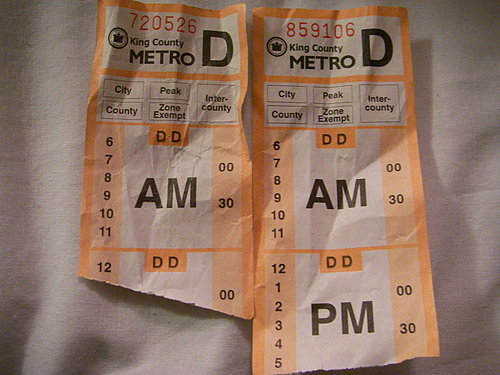 720526
King County
METRO D
City
Peak
Inter-
county
County
Zone
Exempt
D D
6
7
8
9
10
11
AM
00
30
12
D D
00
859106
King County
METRO D
City
Peak
Inter-
county
County
Zone
Exempt
D D
6
7
8
9
10
11
AM
00
30
12
D D
1
2
3
4
5
PM
00
30